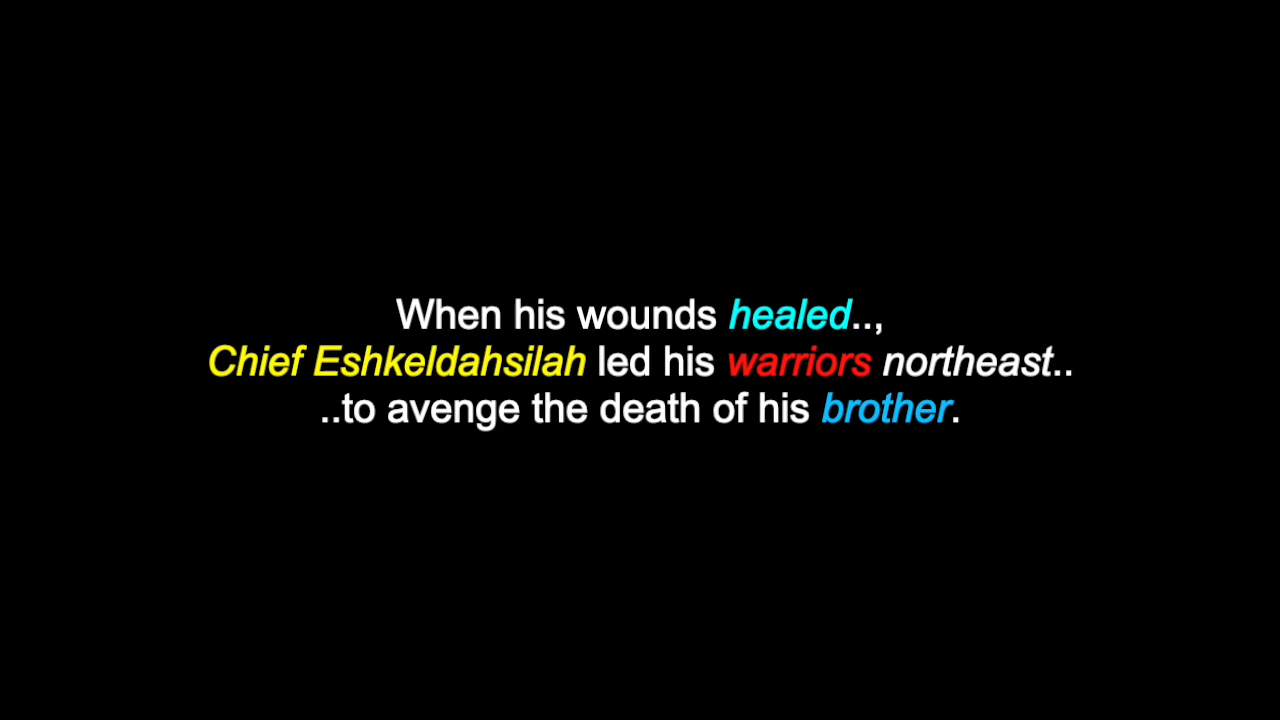 When his wounds healed..,
Chief Eshkeldahsilah led his warriors northeast..
..to avenge the death of his brother.